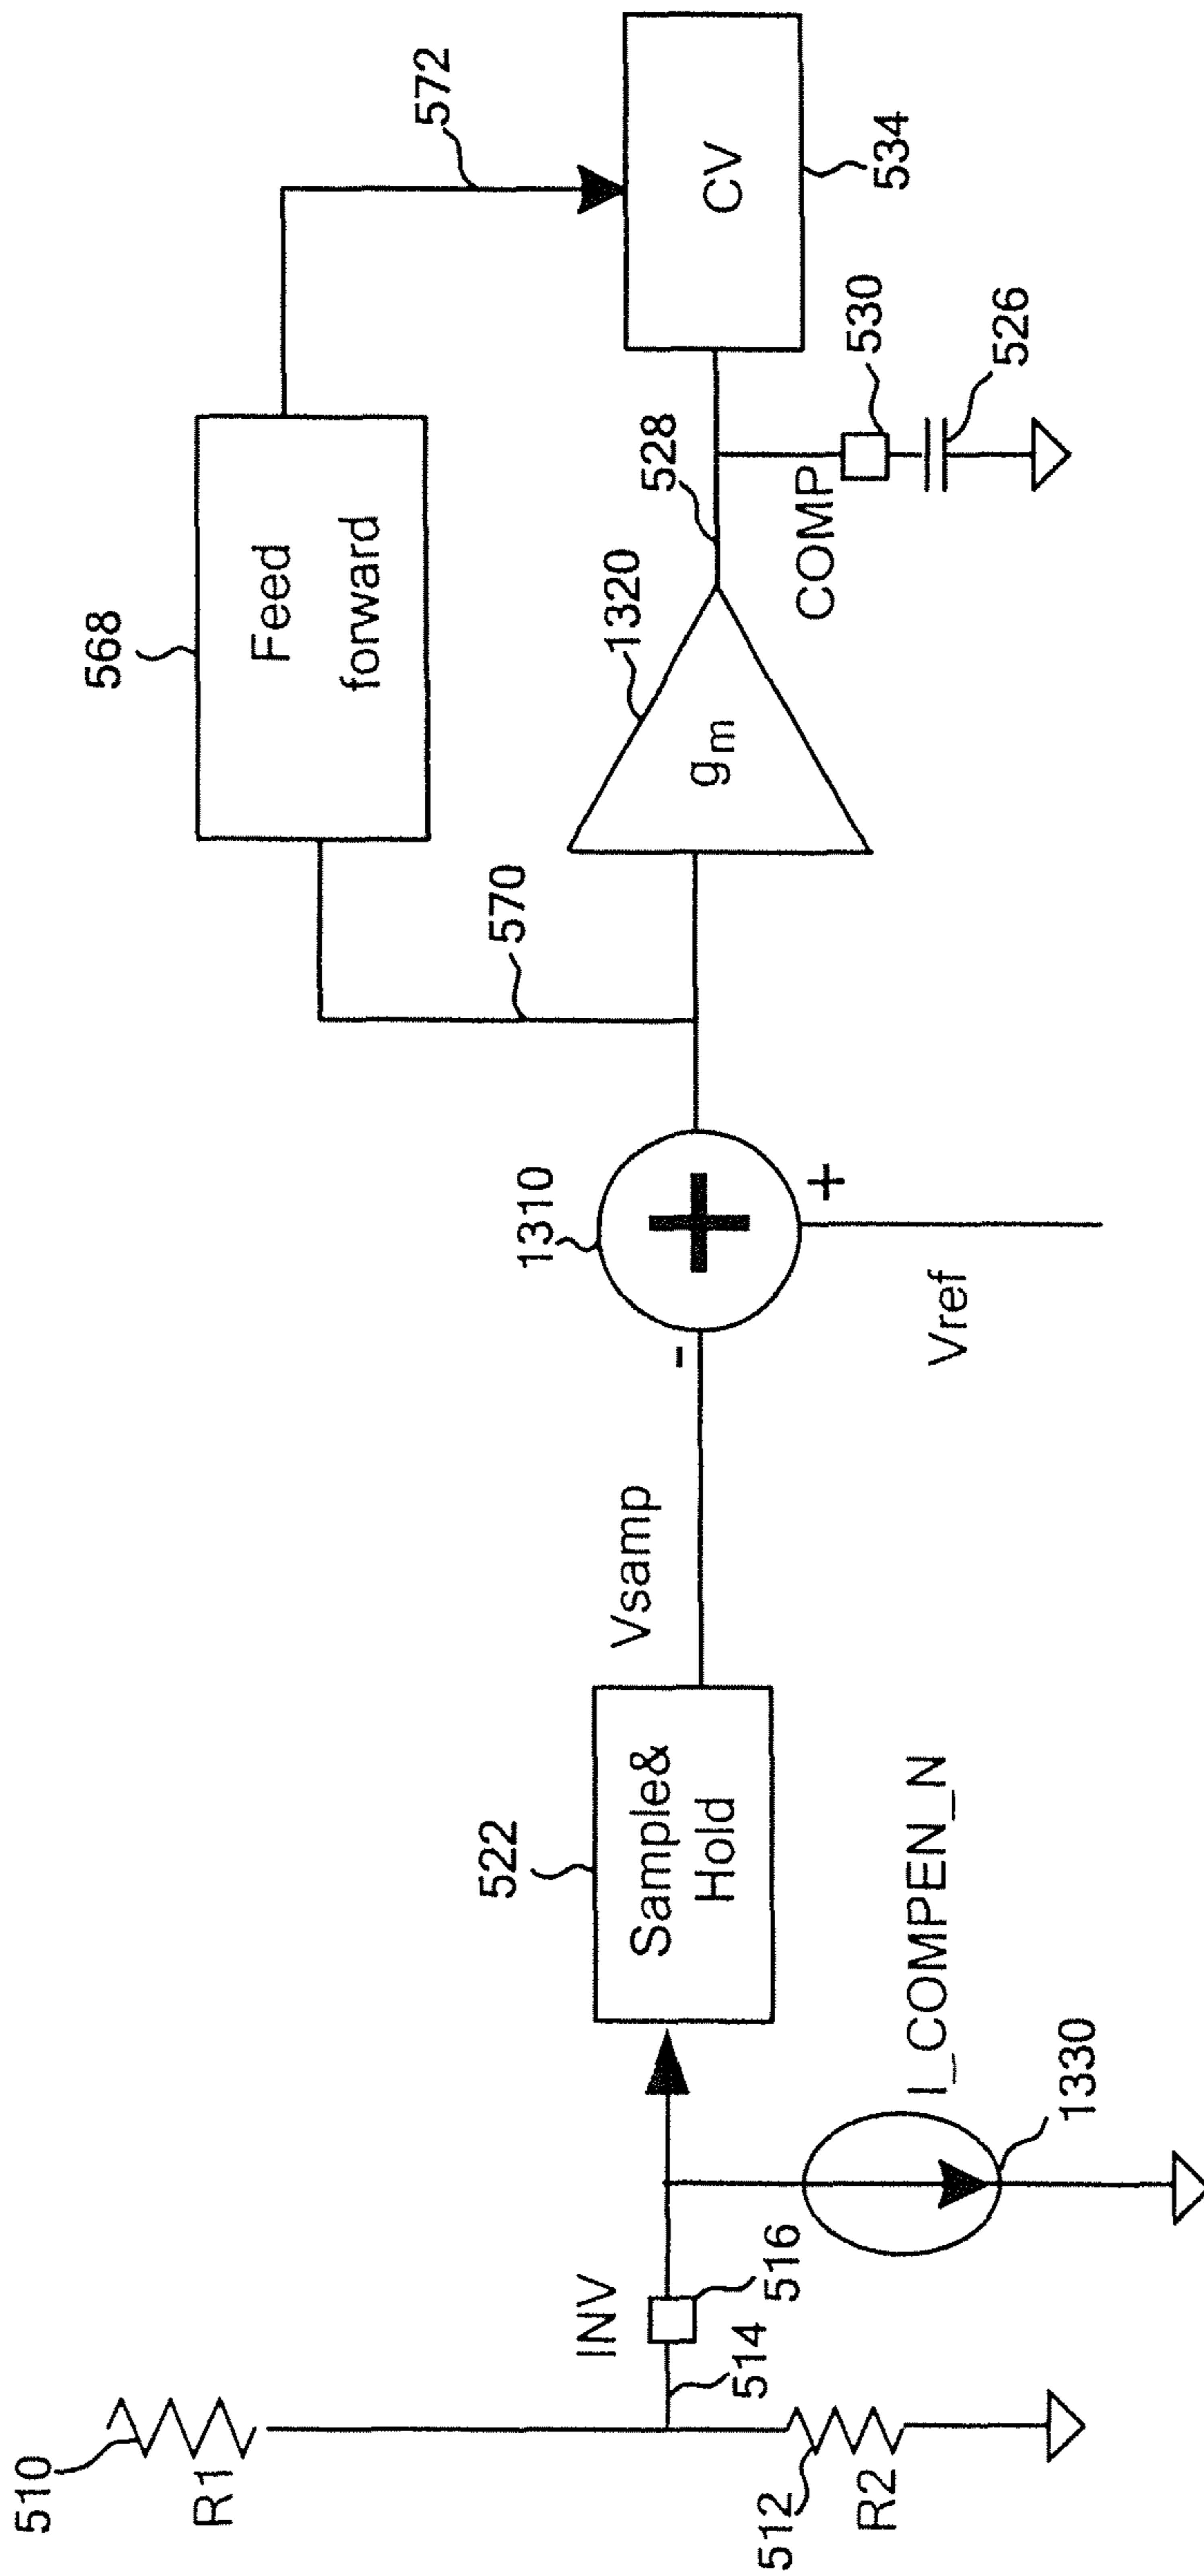 510
R1
512
R2
514
INV
516
522
Sample&
Hold
I_COMPEN_N
1330
Vsamp
-
1310
+
+
Vref
570
568
Feed
forward
gm
1320
528
COMP
530
526
572
CV
534